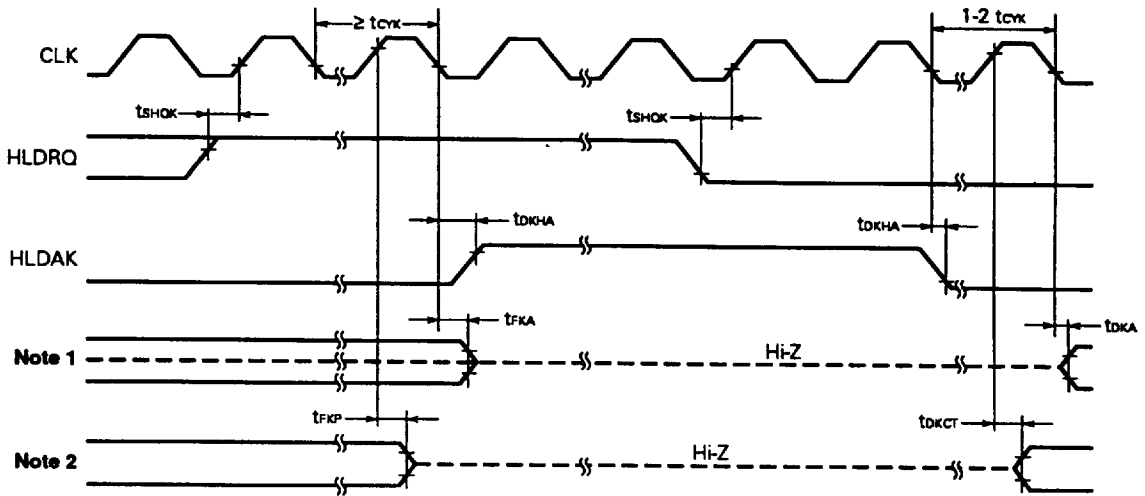 ≥ tCYK
1-2 tCYK
CLK
tSHQK
tSHQK
HLDRQ
tDKHA
tDKHA
HLDAK
tFKA
tDKA
Note 1
Hi-Z
tFKP
tDKCT
Note 2
Hi-Z